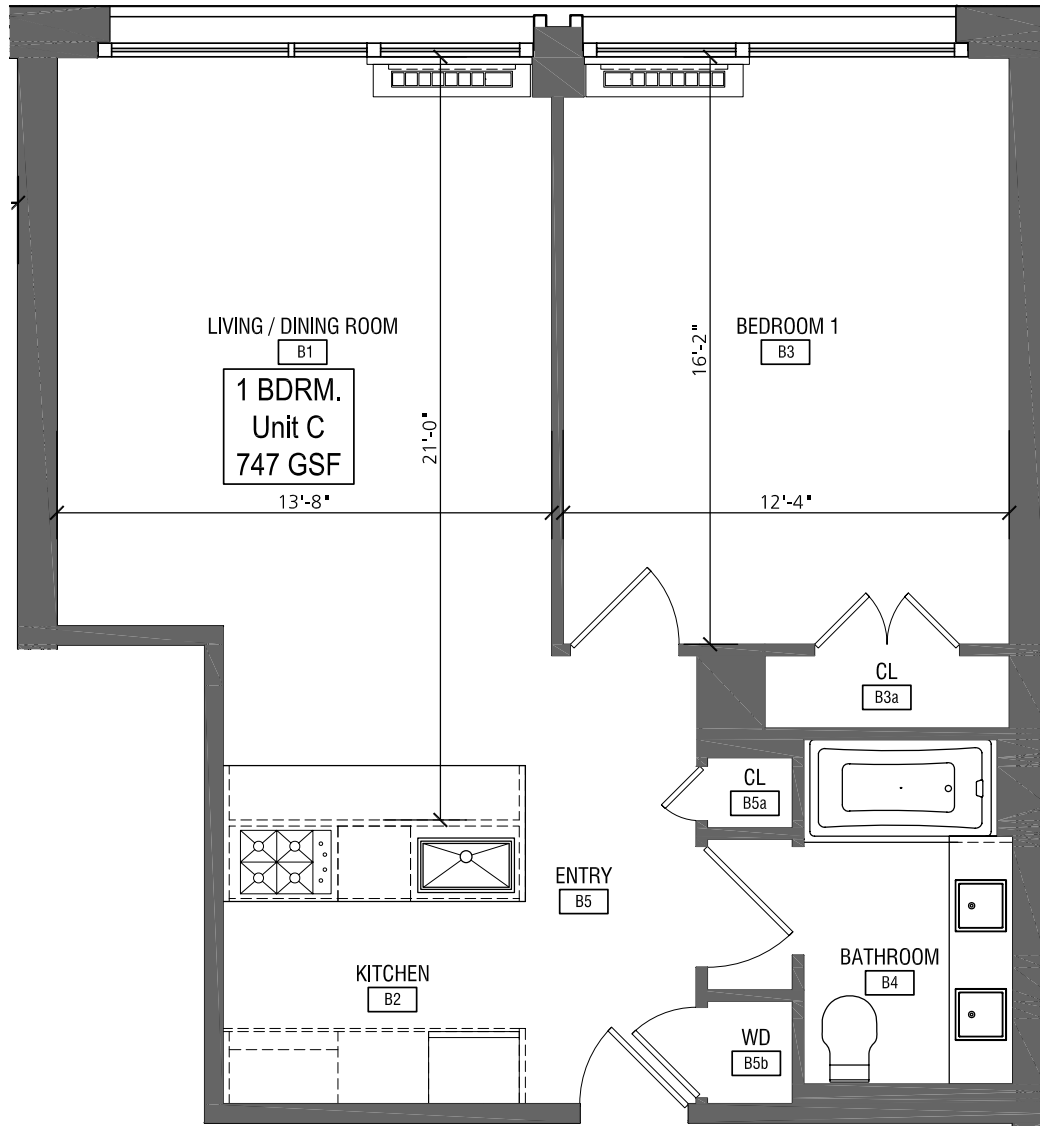 LIVING / DINING ROOM
B1
1 BDRM.
Unit C
747 GSF
21'-0"
13'-8"
BEDROOM 1
B3
16'-2"
12'-4"
CL
B3a
CL
B5a
ENTRY
B5
KITCHEN
B2
BATHROOM
B4
WD
B5b